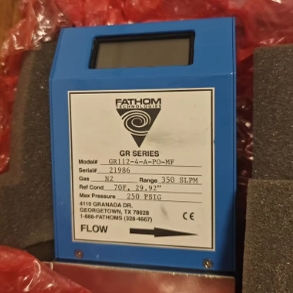 FATHOM
TECHNOLOGIES
GR SERIES
Model# GR112-4-A-PO-MF
Serial# 21986
Gas N2 Range 350 SLPM
Ref Cond 70F, 29.92"
Max Pressure 250 PSIG
4110 GRANADA DR.
GEORGETOWN, TX 78628
1-888-FATHOMS (328-4667)
CE
FLOW